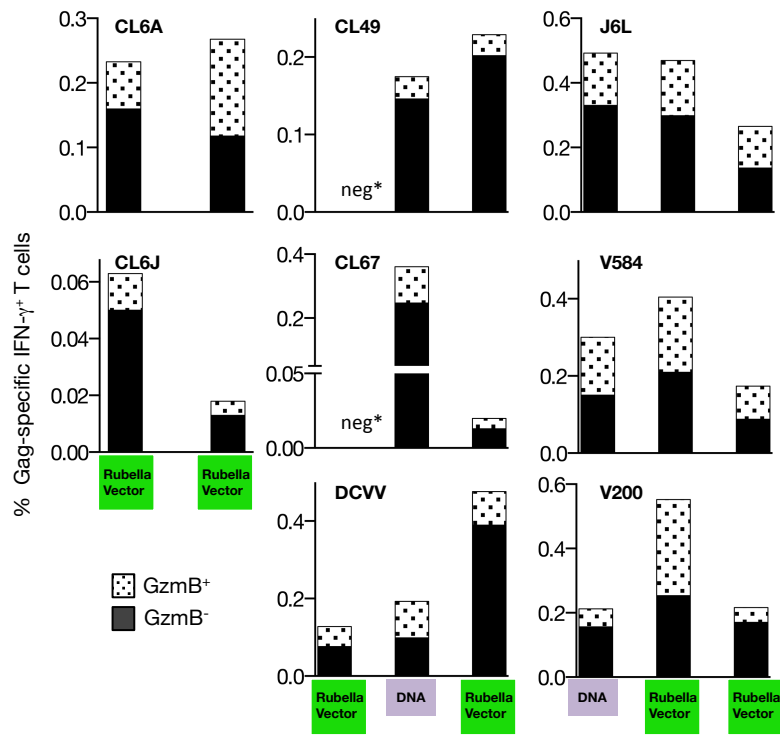 % Gag-specific IFN-γ⁺ T cells
CL6A
0.3
0.2
0.1
0.0
CL49
0.2
0.1
0.0
neg*
J6L
0.6
0.4
0.2
0.0
CL6J
0.06
0.04
0.02
0.00
Rubella
Vector
Rubella
Vector
CL67
0.4
0.2
0.05
0.00
neg*
V584
0.4
0.2
0.0
DCVV
0.4
0.2
0.0
Rubella
Vector
DNA
Rubella
Vector
V200
0.6
0.4
0.2
0.0
DNA
Rubella
Vector
Rubella
Vector
GzmB⁺
GzmB⁻